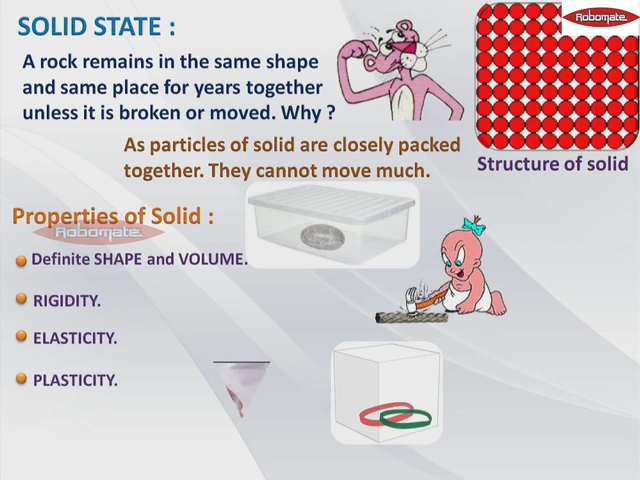 SOLID STATE :
Robomate
A rock remains in the same shape
and same place for years together
unless it is broken or moved. Why ?
As particles of solid are closely packed
together. They cannot move much.
Structure of solid
Properties of Solid :
Robomate
Definite SHAPE and VOLUME.
RIGIDITY.
ELASTICITY.
PLASTICITY.